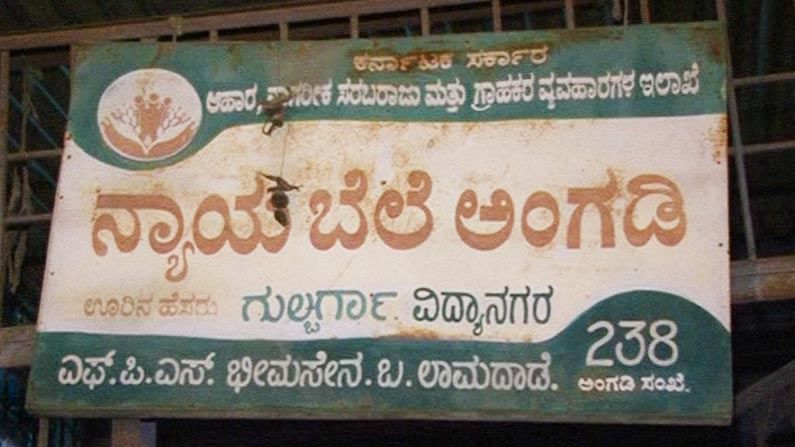 ಕರ್ನಾಟಕ ಸರ್ಕಾರ
ಆಹಾರ, ನಾಗರೀಕ ಸರಬರಾಜು ಮತ್ತು ಗ್ರಾಹಕರ ವ್ಯವಹಾರಗಳ ಇಲಾಖೆ
ನ್ಯಾಯ ಬೆಲೆ ಅಂಗಡಿ
ಊರಿನ ಹೆಸರು ಗುಲ್ಬರ್ಗಾ. ವಿದ್ಯಾನಗರ
238
ಎಫ್.ಪಿ.ಎಸ್. ಭೀಮಸೇನ.ಬ.ಲಾಮದಾಡೆ.
ಅಂಗಡಿ ಸಂಖೆ.